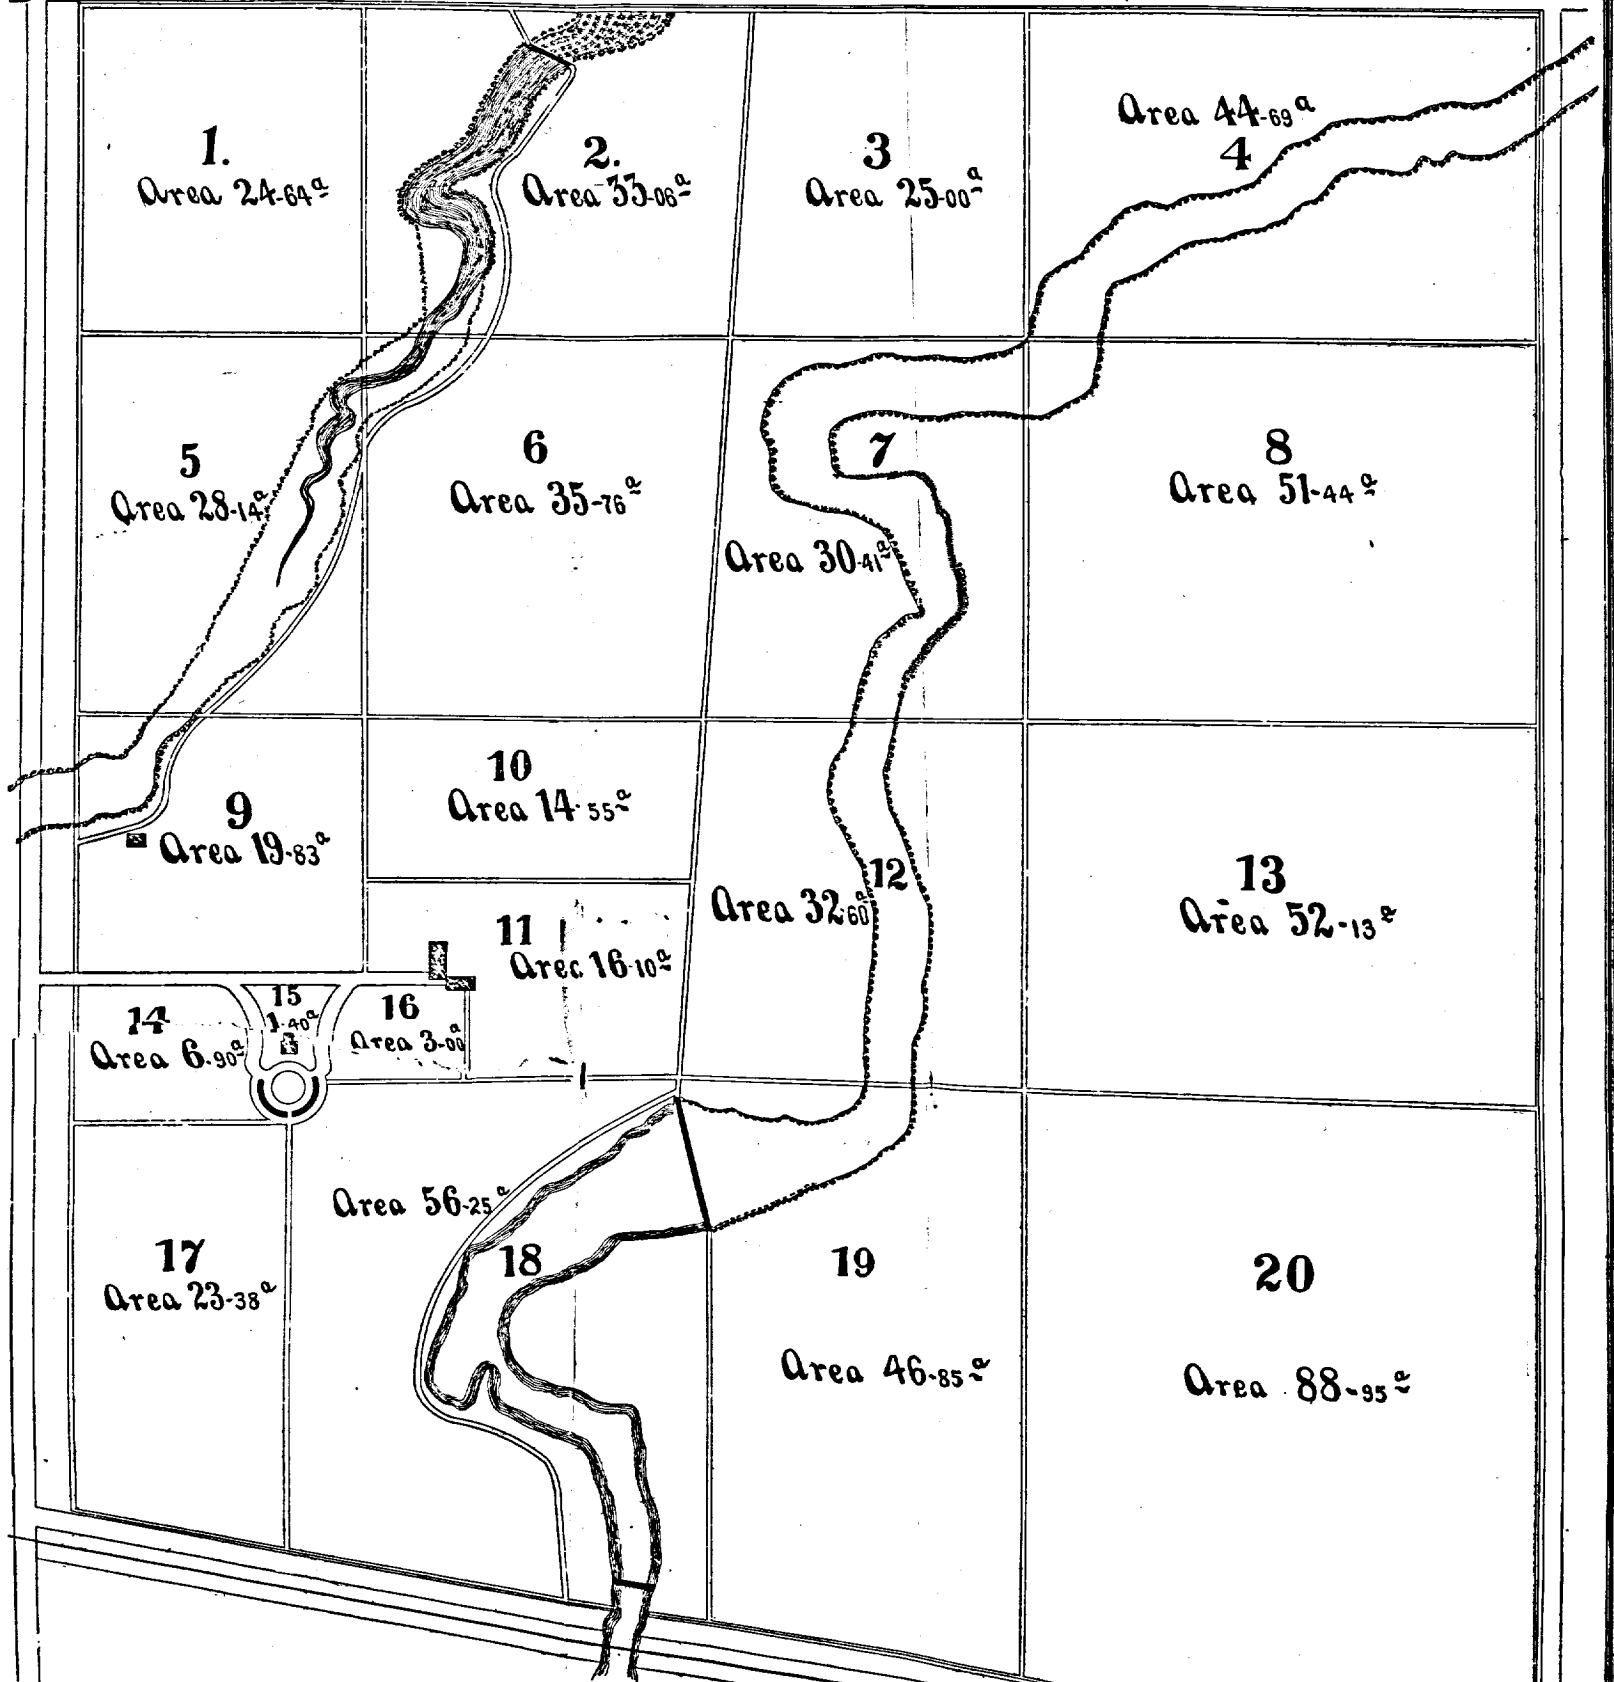 1.
Area 24-64a
2.
Area 33-06a
3
Area 25-00a
Area 44-69a
4
5
Area 28-14a
6
Area 35-76a
7
Area 30-41a
8
Area 51-44a
9
Area 19-83a
10
Area 14-55a
11
Area 16-10a
12
Area 32-60a
13
Area 52-13a
14
Area 6-90a
15
1-40a
16
Area 3-00a
17
Area 23-38a
Area 56-25a
18
19
Area 46-85a
20
Area 88-95a